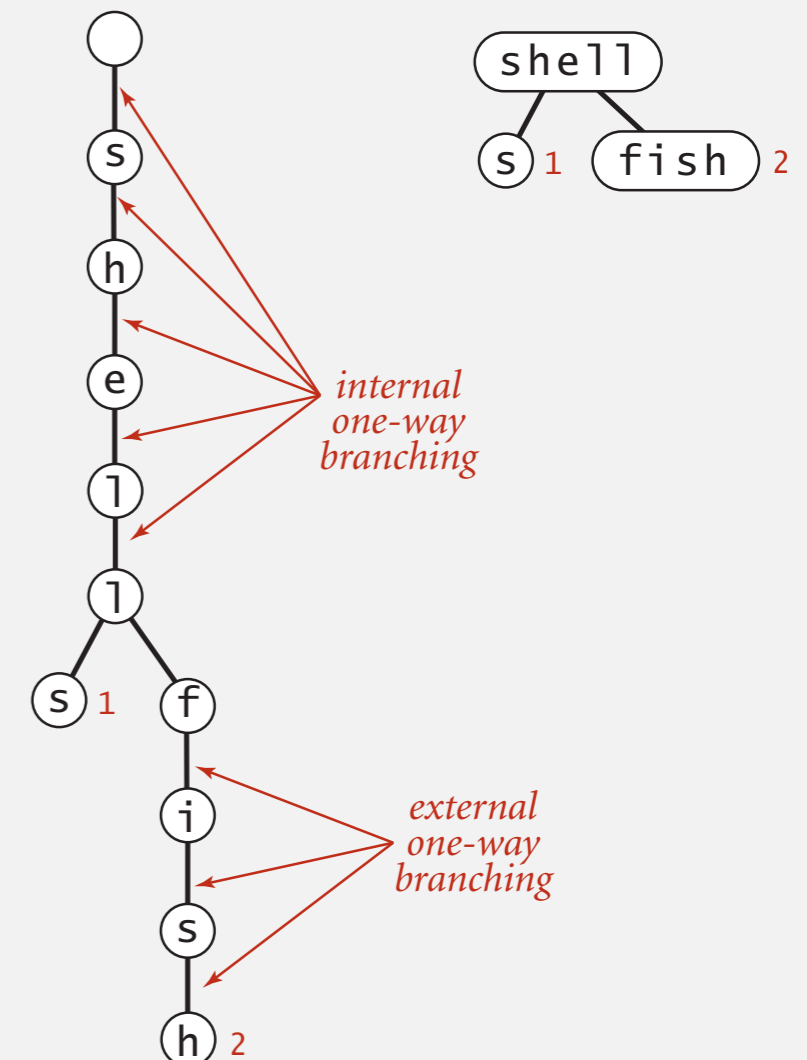 shell
s 1 fish 2
s
h
e
internal
one-way
branching
l
l
s 1 f
i
external
one-way
branching
s
h 2